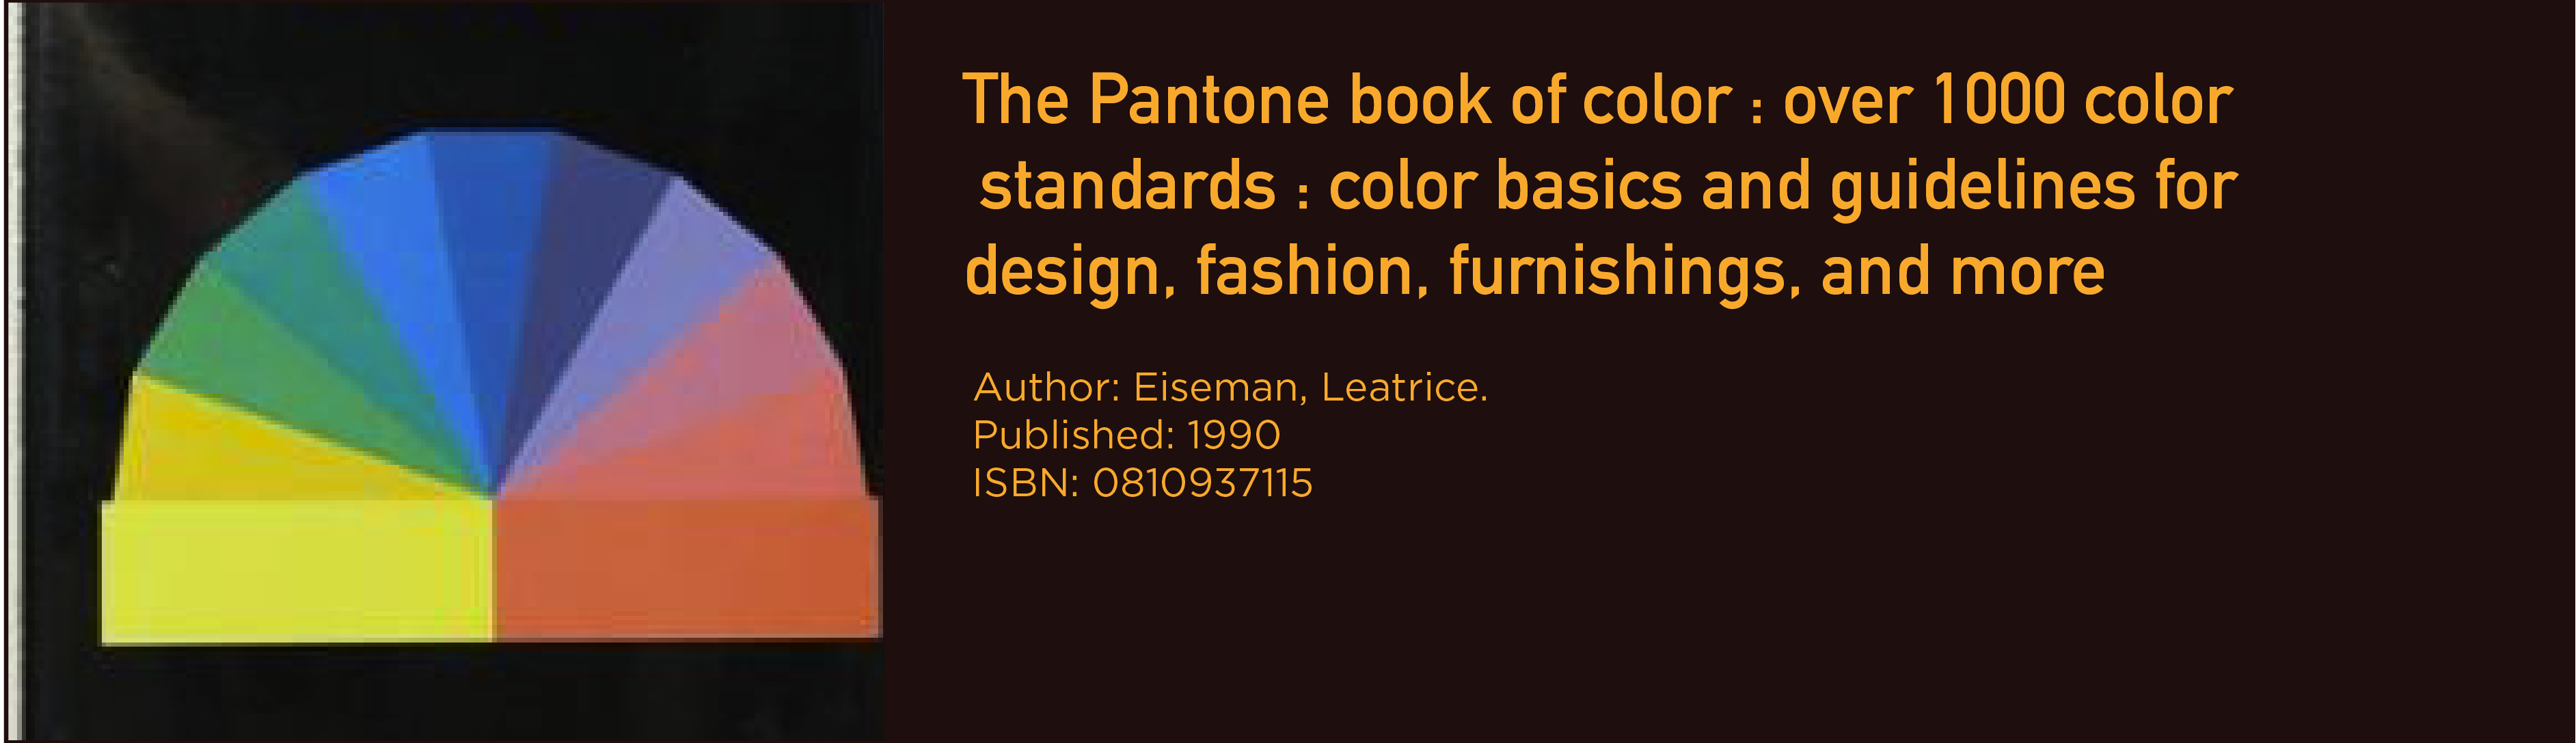 The Pantone book of color : over 1000 color
standards : color basics and guidelines for
design, fashion, furnishings, and more
Author: Eiseman, Leatrice.
Published: 1990
ISBN: 0810937115